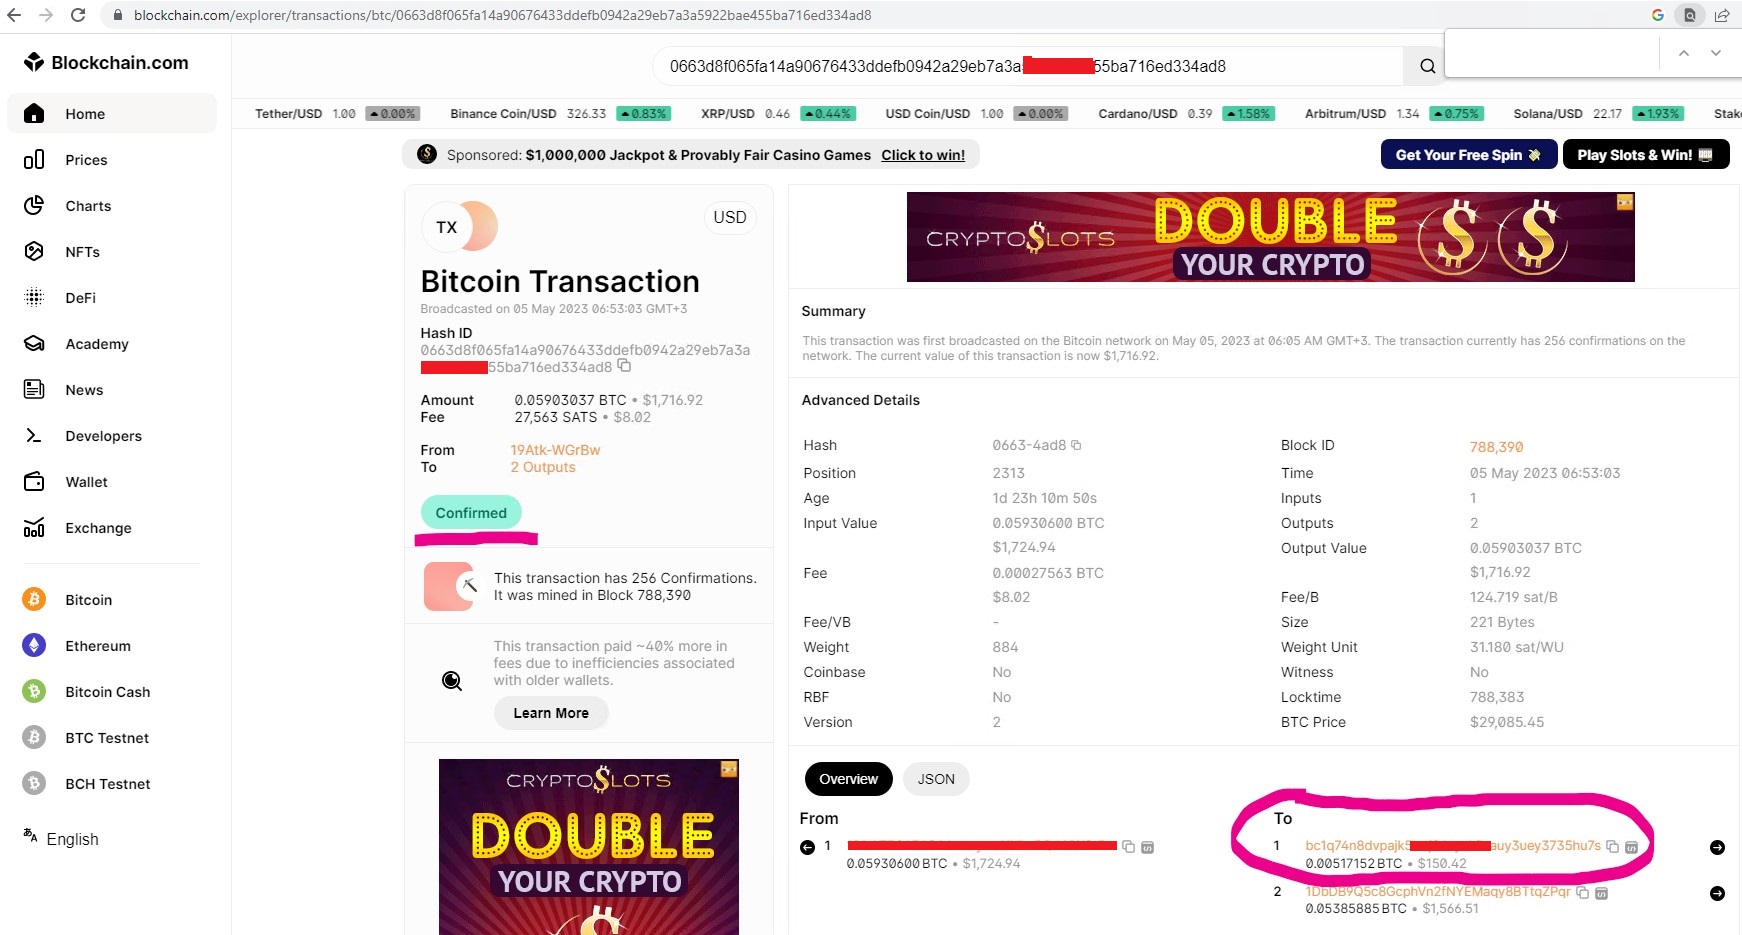 blockchain.com/explorer/transactions/btc/0663d8f065fa14a90676433ddefb0942a29eb7a3a5922bae455ba716ed334ad8
Blockchain.com
0663d8f065fa14a90676433ddefb0942a29eb7a3a 55ba716ed334ad8
Tether/USD 1.00 0.00% Binance Coin/USD 326.33 0.83% XRP/USD 0.46 0.44% USD Coin/USD 1.00 0.00% Cardano/USD 0.39 1.58% Arbitrum/USD 1.34 0.75% Solana/USD 22.17 1.93% Stak
Home
Prices
Charts
NFTs
DeFi
Academy
News
Developers
Wallet
Exchange
Bitcoin
Ethereum
Bitcoin Cash
BTC Testnet
BCH Testnet
English
Sponsored: $1,000,000 Jackpot & Provably Fair Casino Games Click to win!
Get Your Free Spin
Play Slots & Win!
TX
USD
Bitcoin Transaction
Broadcasted on 05 May 2023 06:53:03 GMT+3
Hash ID
0663d8f065fa14a90676433ddefb0942a29eb7a3a
55ba716ed334ad8
Amount 0.05903037 BTC • $1,716.92
Fee 27,563 SATS • $8.02
From 19Atk-WGrBw
To 2 Outputs
Confirmed
This transaction has 256 Confirmations.
It was mined in Block 788,390
This transaction paid ~40% more in
fees due to inefficiencies associated
with older wallets.
Learn More
CRYPTO$LOTS
DOUBLE
YOUR CRYPTO
CRYPTO$LOTS
DOUBLE
YOUR CRYPTO
Summary
This transaction was first broadcasted on the Bitcoin network on May 05, 2023 at 06:05 AM GMT+3. The transaction currently has 256 confirmations on the
network. The current value of this transaction is now $1,716.92.
Advanced Details
Hash 0663-4ad8
Position 2313
Age 1d 23h 10m 50s
Input Value 0.05930600 BTC
$1,724.94
Fee 0.00027563 BTC
$8.02
Fee/VB -
Weight 884
Coinbase No
RBF No
Version 2
Block ID 788,390
Time 05 May 2023 06:53:03
Inputs 1
Outputs 2
Output Value 0.05903037 BTC
$1,716.92
Fee/B 124.719 sat/B
Size 221 Bytes
Weight Unit 31.180 sat/WU
Witness No
Locktime 788,383
BTC Price $29,085.45
Overview
JSON
From
1
0.05930600 BTC • $1,724.94
To
1 bc1q74n8dvpajk auy3uey3735hu7s
0.00517152 BTC • $150.42
2 1DbDB9Q5c8GcphVn2fNYEMaqy8BTtqZPqr
0.05385885 BTC • $1,566.51